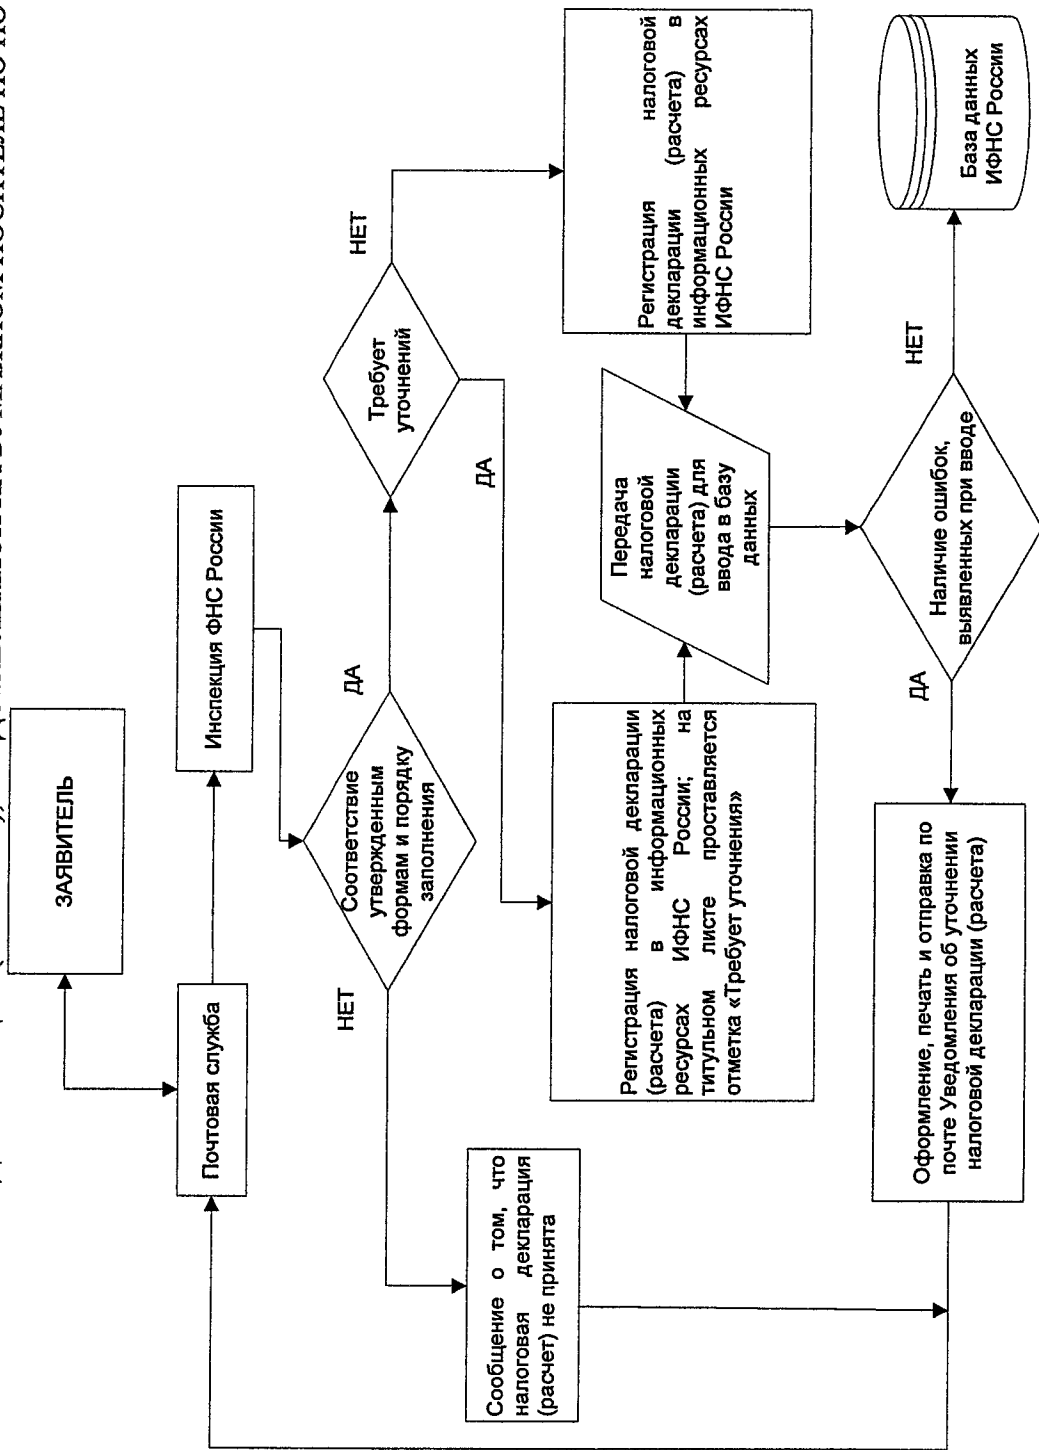 ЗАЯВИТЕЛЬ
Почтовая служба
Инспекция ФНС России
Соответствие
утвержденным
формам и порядку
заполнения
НЕТ
ДА
Требует
уточнений
НЕТ
ДА
Сообщение о том, что
налоговая декларация
(расчет) не принята
Регистрация налоговой декларации
(расчета) в информационных
ресурсах ИФНС России; на
титульном листе проставляется
отметка «Требует уточнения»
Регистрация налоговой
декларации (расчета) в
информационных ресурсах
ИФНС России
Передача
налоговой
декларации
(расчета) для
ввода в базу
данных
Наличие ошибок,
выявленных при вводе
ДА
НЕТ
Оформление, печать и отправка по
почте Уведомления об уточнении
налоговой декларации (расчета)
База данных
ИФНС России